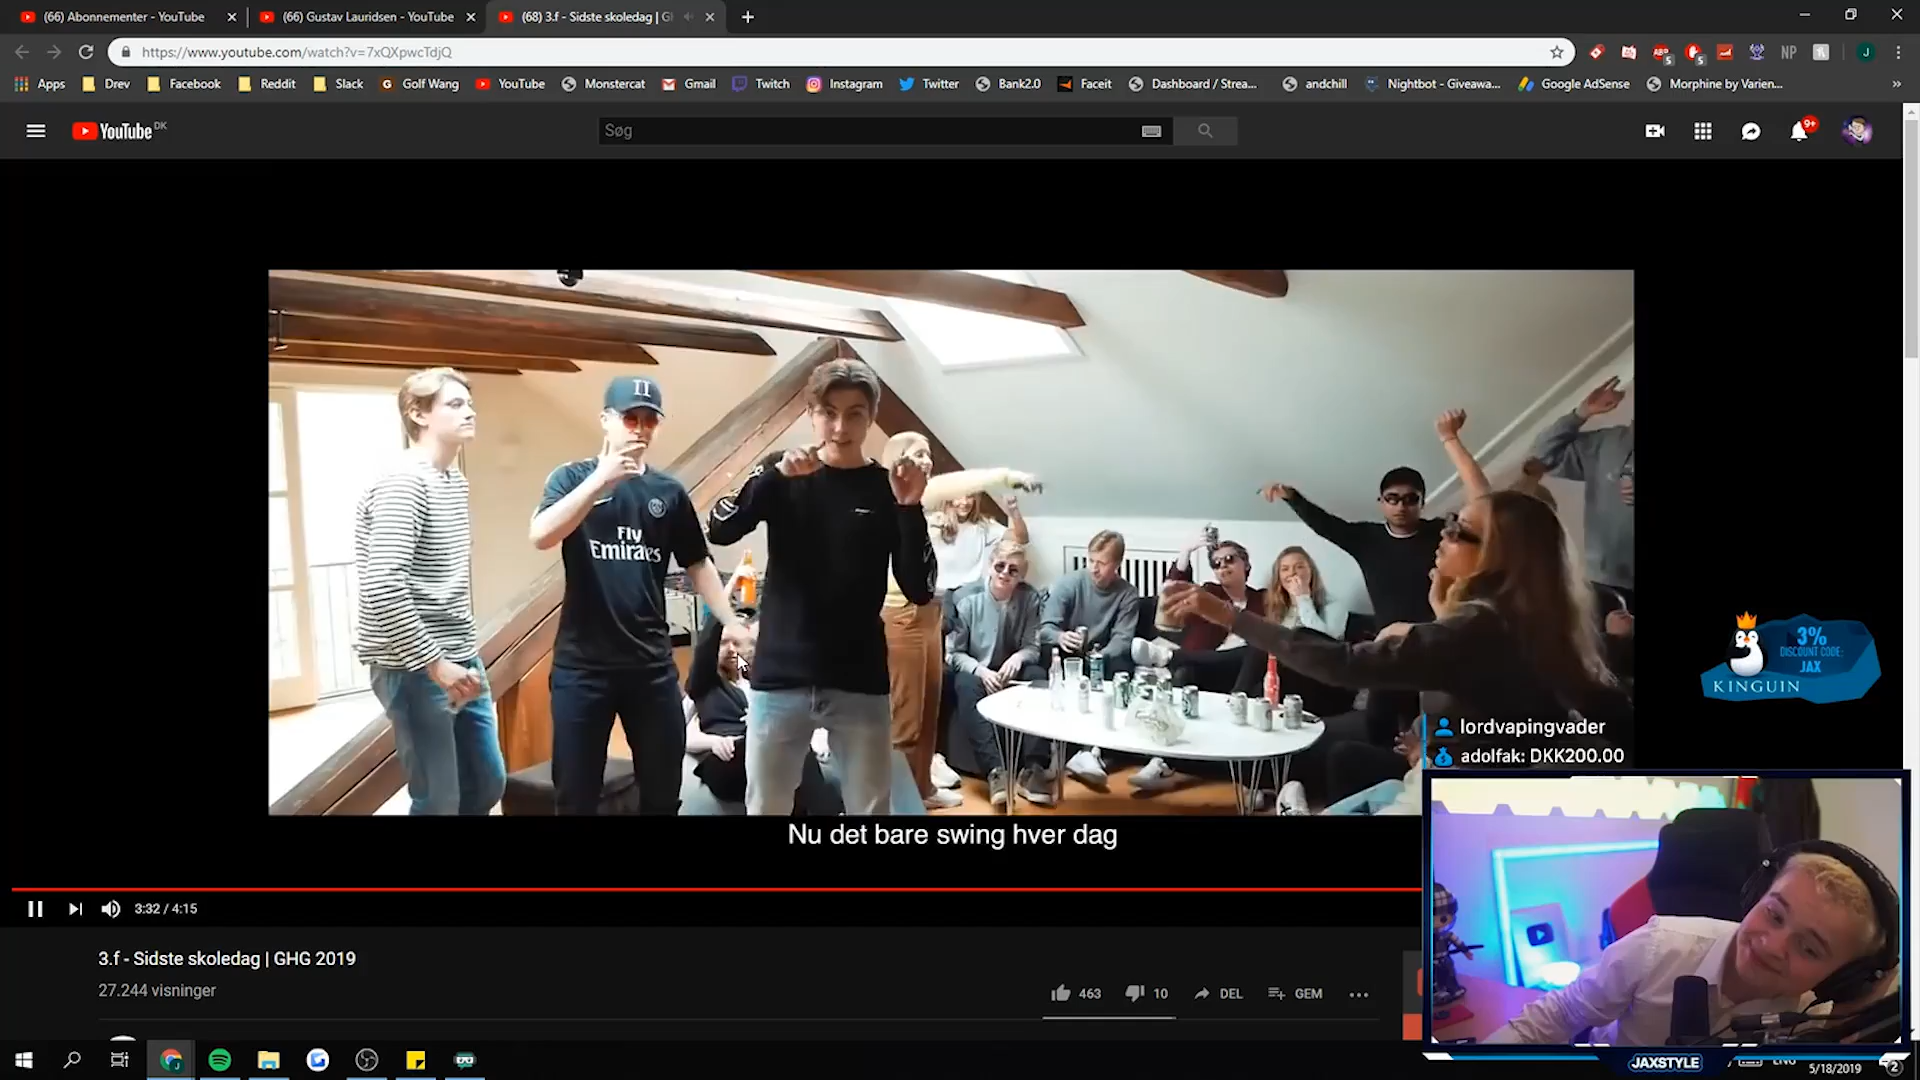 (66) Abonnementer - YouTube
(66) Gustav Lauridsen - YouTube
(68) 3.f - Sidste skoledag | G
https://www.youtube.com/watch?v=7xQXpwcTdjQ
Apps
Drev
Facebook
Reddit
Slack
Golf Wang
YouTube
Monstercat
Gmail
Twitch
Instagram
Twitter
Bank2.0
Faceit
Dashboard / Strea...
andchill
Nightbot - Giveawa...
Google AdSense
Morphine by Varien...
YouTube DK
Søg
9+
II
Fly
Emirates
3%
DISCOUNT CODE:
JAX
KINGUIN
lordvapingvader
adolfak: DKK200.00
Nu det bare swing hver dag
3:32 / 4:15
3.f - Sidste skoledag | GHG 2019
27.244 visninger
463
10
DEL
GEM
JAXSTYLE
ENG
5/18/2019
2